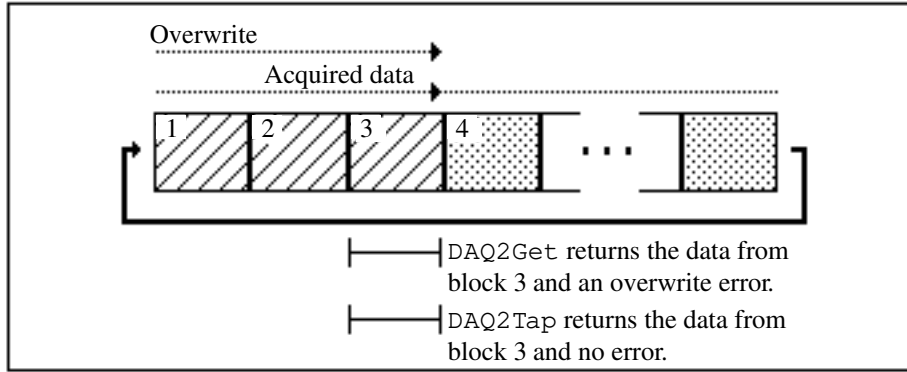 Overwrite
Acquired data
1 2 3 4
DAQ2Get returns the data from
block 3 and an overwrite error.
DAQ2Tap returns the data from
block 3 and no error.